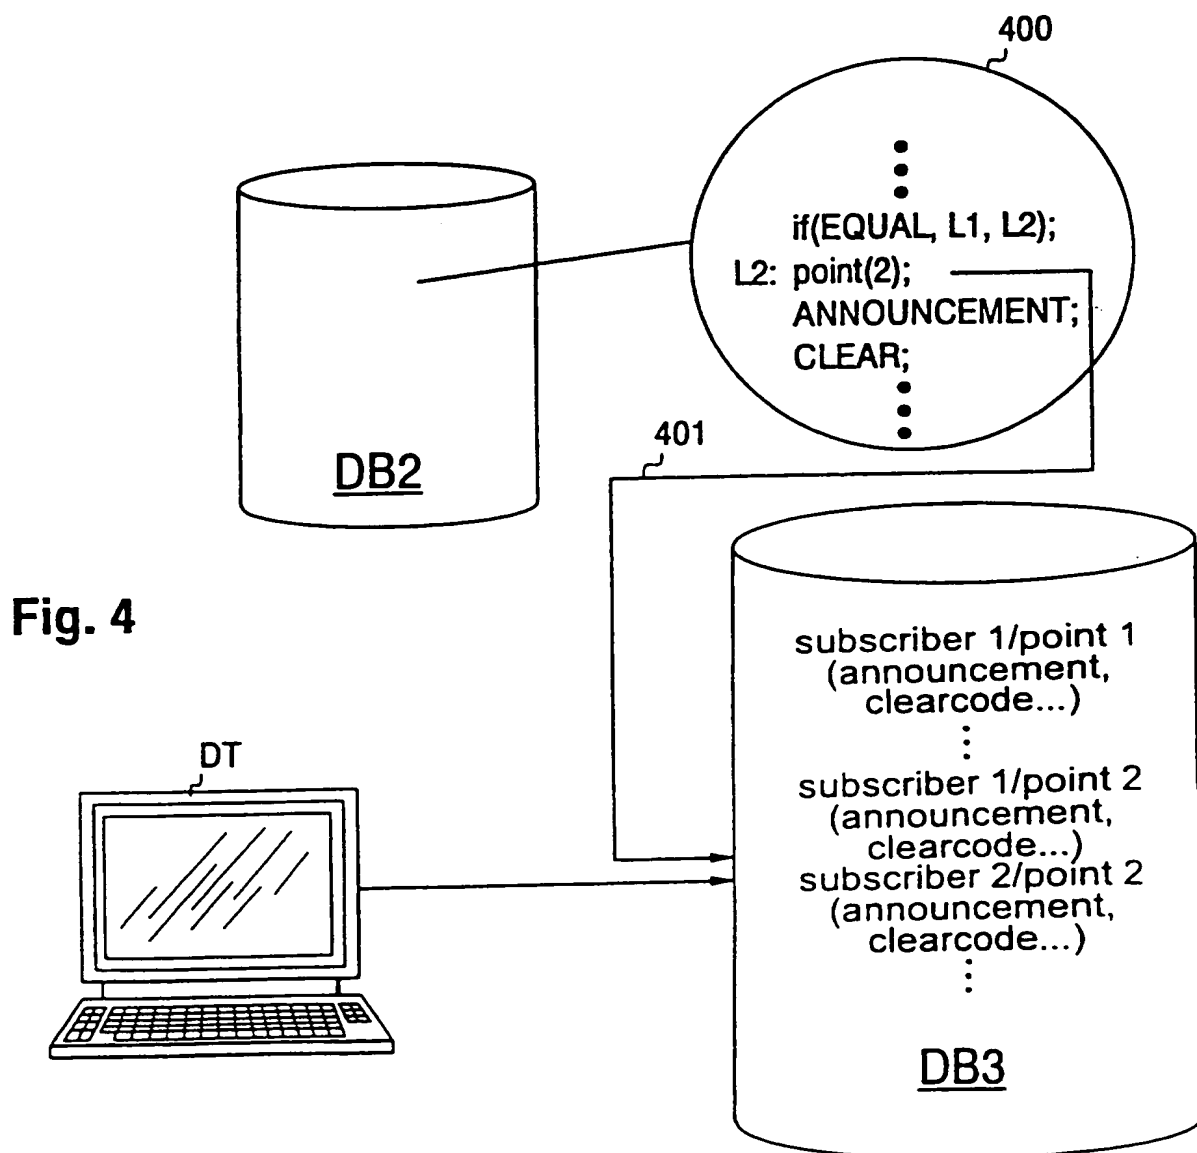 400
if(EQUAL, L1, L2);
L2: point(2);
ANNOUNCEMENT;
CLEAR;
DB2
401
Fig. 4
subscriber 1/point 1
(announcement,
clearcode...)
subscriber 1/point 2
(announcement,
clearcode...)
subscriber 2/point 2
(announcement,
clearcode...)
DT
DB3